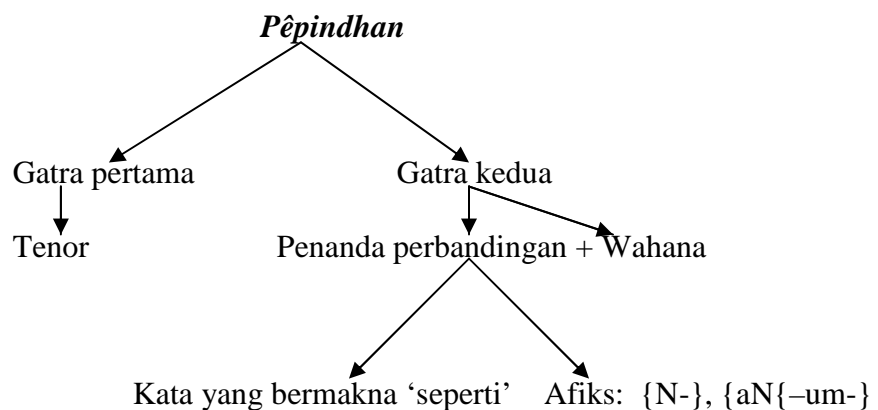 Pêpindhan
Gatra pertama Gatra kedua
Tenor Penanda perbandingan + Wahana
Kata yang bermakna ‘seperti’ Afiks: {N-}, {aN{–um-}